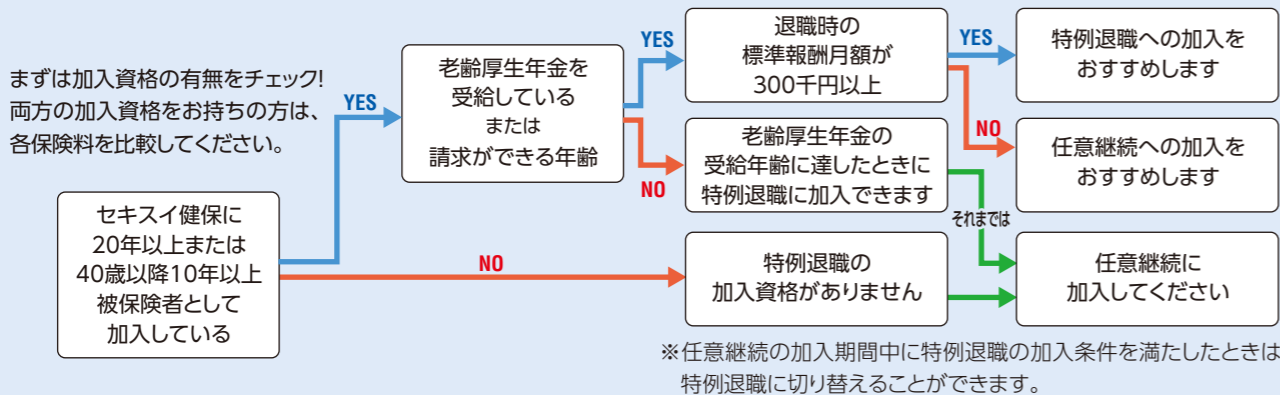 まずは加入資格の有無をチェック!
両方の加入資格をお持ちの方は、
各保険料を比較してください。
セキスイ健保に
20年以上または
40歳以降10年以上
被保険者として
加入している
YES
NO
老齢厚生年金を
受給している
または
請求ができる年齢
YES
NO
退職時の
標準報酬月額が
300千円以上
YES
NO
特例退職への加入を
おすすめします
任意継続への加入を
おすすめします
老齢厚生年金の
受給年齢に達したときに
特例退職に加入できます
それまでは
特例退職の
加入資格がありません
任意継続に
加入してください
※任意継続の加入期間中に特例退職の加入条件を満たしたときは
特例退職に切り替えることができます。